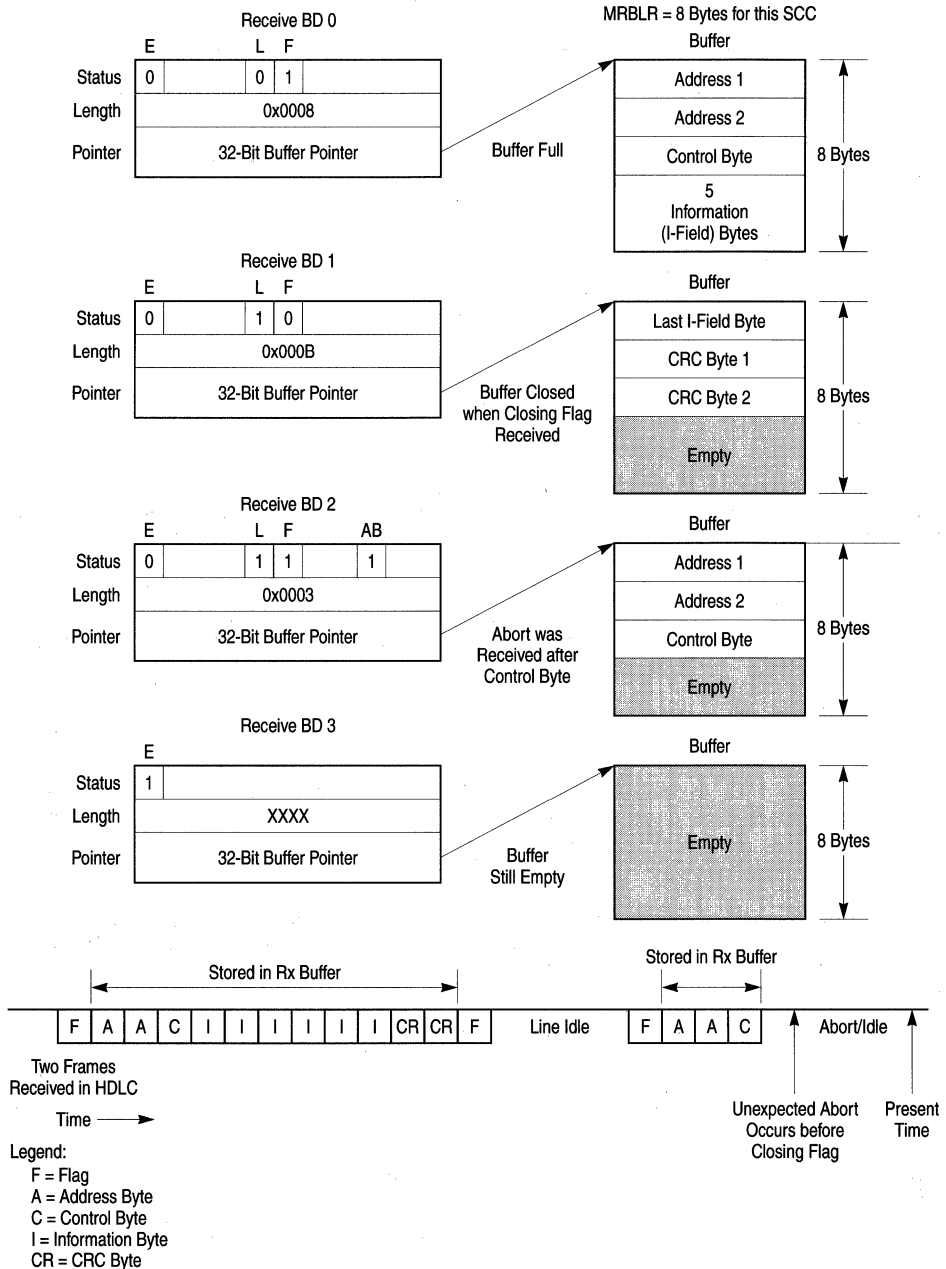 MRBLR = 8 Bytes for this SCC
Receive BD 0
Buffer
E L F
Status 0 0 1
Length 0x0008
Pointer 32-Bit Buffer Pointer
Buffer Full
Address 1
Address 2
Control Byte
5
Information
(I-Field) Bytes
8 Bytes
Receive BD 1
Buffer
E L F
Status 0 1 0
Length 0x000B
Pointer 32-Bit Buffer Pointer
Buffer Closed
when Closing Flag
Received
Last I-Field Byte
CRC Byte 1
CRC Byte 2
Empty
8 Bytes
Receive BD 2
Buffer
E L F AB
Status 0 1 1 1
Length 0x0003
Pointer 32-Bit Buffer Pointer
Abort was
Received after
Control Byte
Address 1
Address 2
Control Byte
Empty
8 Bytes
Receive BD 3
Buffer
E
Status 1
Length XXXX
Pointer 32-Bit Buffer Pointer
Buffer
Still Empty
Empty
8 Bytes
Stored in Rx Buffer
Stored in Rx Buffer
F A A C I I I I I I CR CR F Line Idle F A A C Abort/Idle
Two Frames
Received in HDLC
Time
Unexpected Abort
Occurs before
Closing Flag
Present
Time
Legend:
F = Flag
A = Address Byte
C = Control Byte
I = Information Byte
CR = CRC Byte